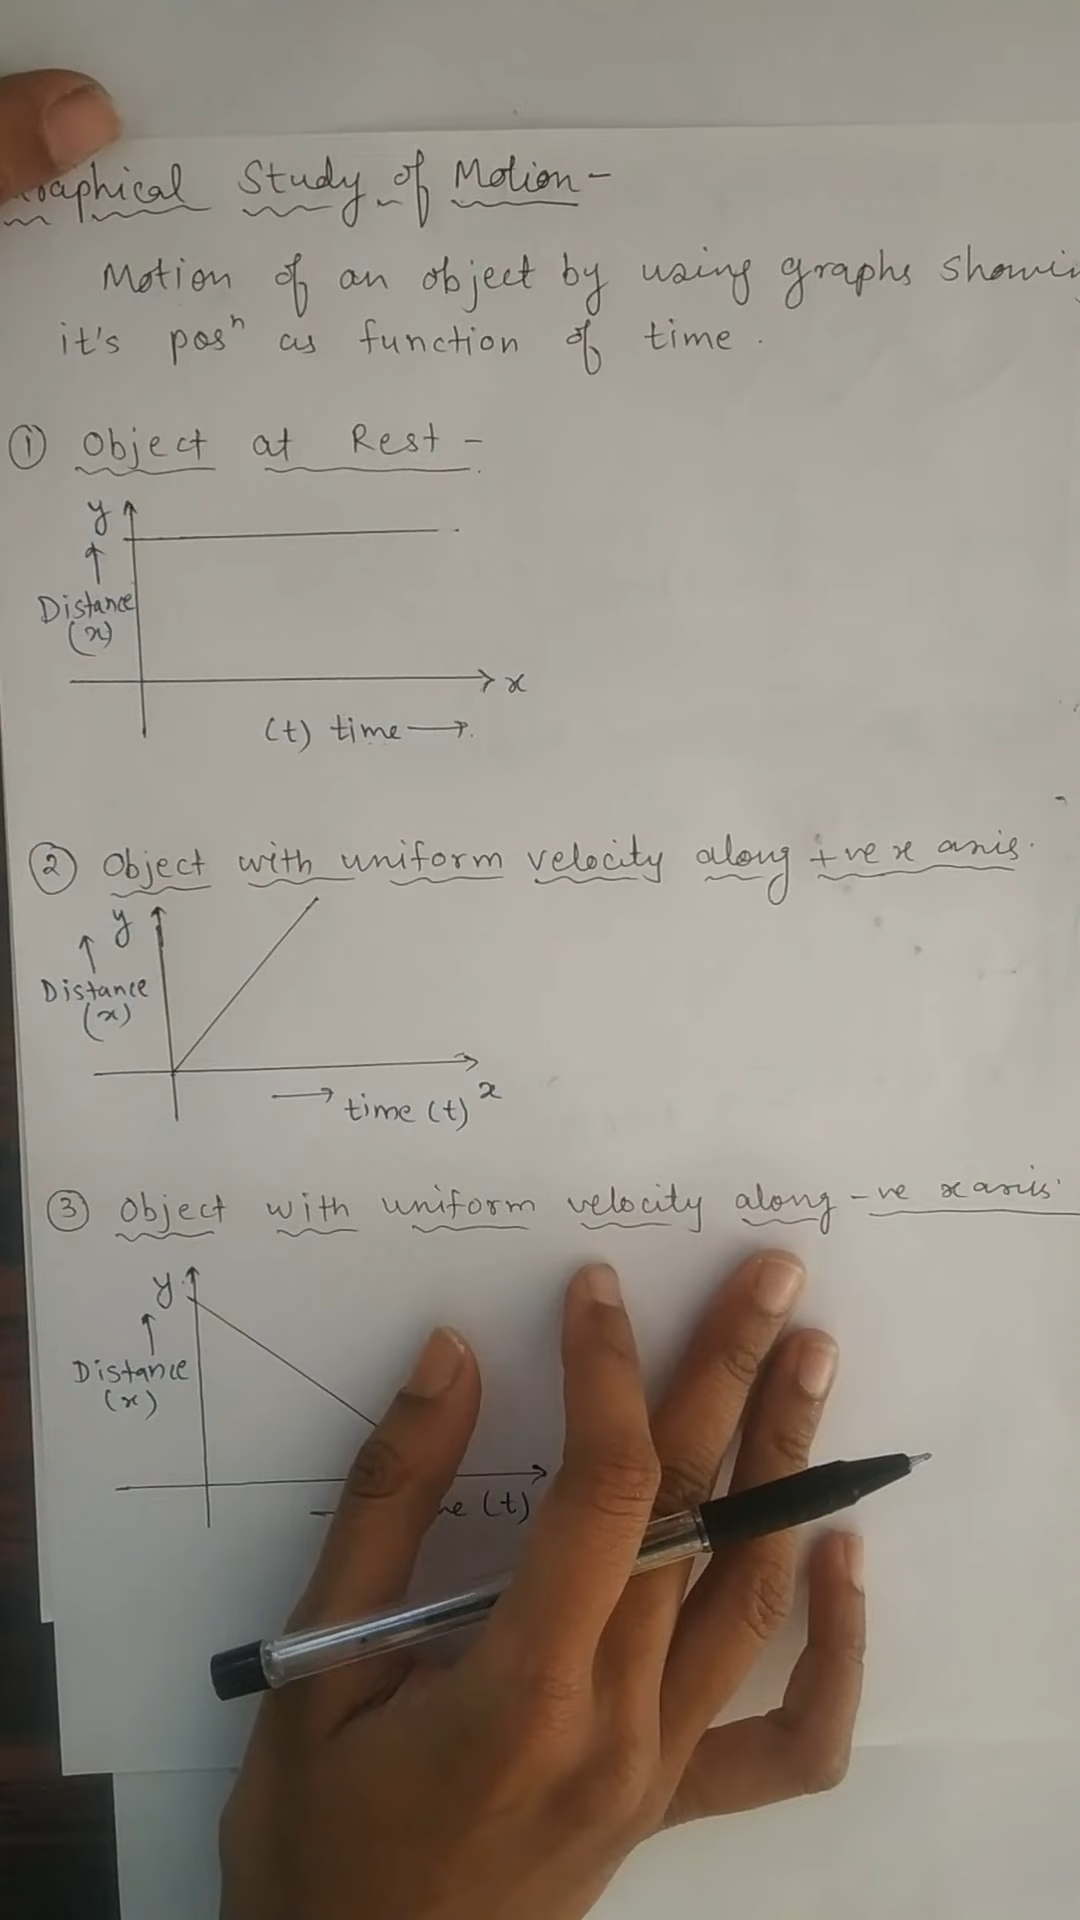 Study of Motion -
Motion of an object by using graphs
it's posⁿ as function of time.
① Object at Rest -
y
↑
Distance
(x)
x
(t) time →
② Object with uniform velocity along +ve x axis.
y
↑
Distance
(x)
→ time (t) x
③ Object with uniform velocity along -ve x axis.
y
↑
Distance
(x)
(t)